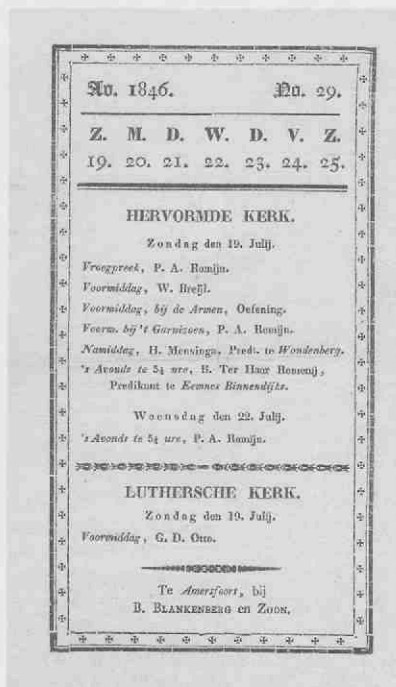 Ao. 1846. No. 29.
Z. M. D. W. D. V. Z.
19. 20. 21. 22. 23. 24. 25.
HERVORMDE KERK.
Zondag den 19. Julij.
Vroegpreek, P. A. Romijn.
Voormiddag, W. Breijl.
Voormiddag, bij de Armen, Oefening.
Voorm. bij 't Garnizoen, P. A. Romijn.
Namiddag, H. Mensinga, Pred. te Woudenberg.
's Avonds te 5½ ure, B. Ter Haar Romenij,
Predikant te Eemnes Binnendijks.
Woensdag den 22. Julij.
's Avonds te 5½ ure, P. A. Romijn.
LUTHERSCHE KERK.
Zondag den 19. Julij.
Voormiddag, G. D. Otto.
Te Amersfoort, bij
B. BLANKENBERG en ZOON.